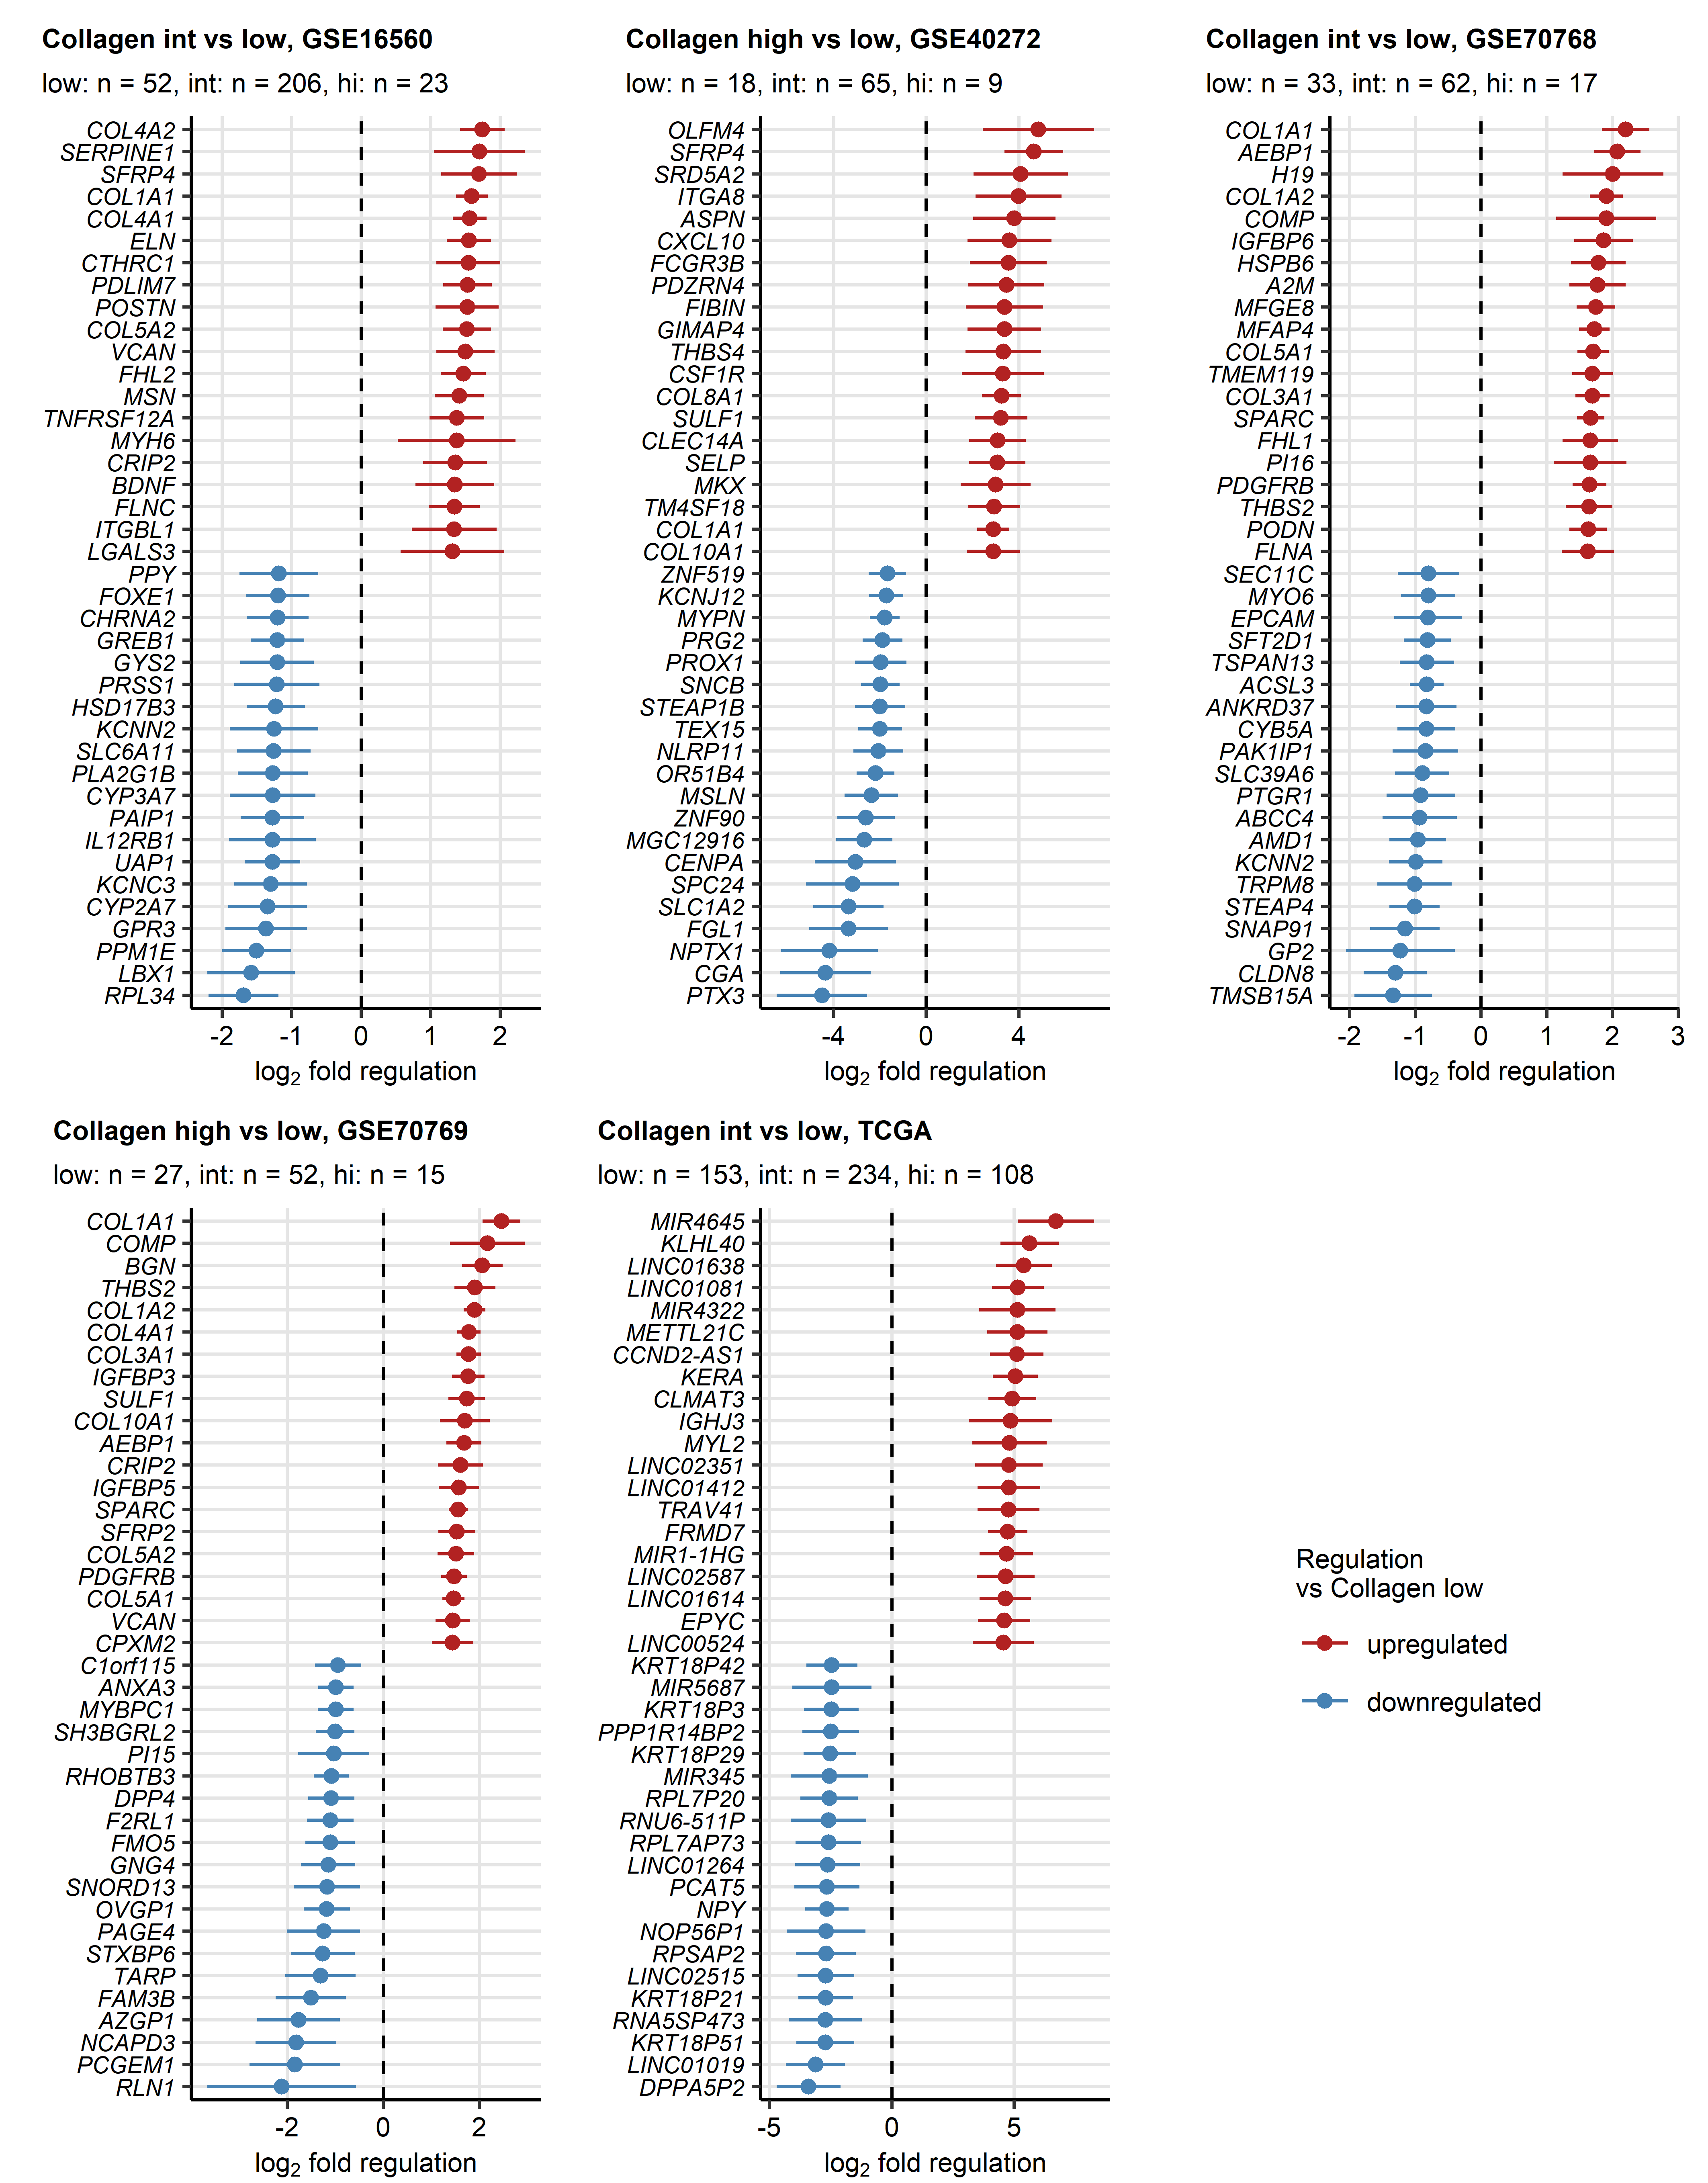 Collagen int vs low, GSE16560
low: n = 52, int: n = 206, hi: n = 23
COL4A2
SERPINE1
SFRP4
COL1A1
COL4A1
ELN
CTHRC1
PDLIM7
POSTN
COL5A2
VCAN
FHL2
MSN
TNFRSF12A
MYH6
CRIP2
BDNF
FLNC
ITGBL1
LGALS3
PPY
FOXE1
CHRNA2
GREB1
GYS2
PRSS1
HSD17B3
KCNN2
SLC6A11
PLA2G1B
CYP3A7
PAIP1
IL12RB1
UAP1
KCNC3
CYP2A7
GPR3
PPM1E
LBX1
RPL34
-2 -1 0 1 2
log2 fold regulation
Collagen high vs low, GSE40272
low: n = 18, int: n = 65, hi: n = 9
OLFM4
SFRP4
SRD5A2
ITGA8
ASPN
CXCL10
FCGR3B
PDZRN4
FIBIN
GIMAP4
THBS4
CSF1R
COL8A1
SULF1
CLEC14A
SELP
MKX
TM4SF18
COL1A1
COL10A1
ZNF519
KCNJ12
MYPN
PRG2
PROX1
SNCB
STEAP1B
TEX15
NLRP11
OR51B4
MSLN
ZNF90
MGC12916
CENPA
SPC24
SLC1A2
FGL1
NPTX1
CGA
PTX3
-4 0 4
log2 fold regulation
Collagen int vs low, GSE70768
low: n = 33, int: n = 62, hi: n = 17
COL1A1
AEBP1
H19
COL1A2
COMP
IGFBP6
HSPB6
A2M
MFGE8
MFAP4
COL5A1
TMEM119
COL3A1
SPARC
FHL1
PI16
PDGFRB
THBS2
PODN
FLNA
SEC11C
MYO6
EPCAM
SFT2D1
TSPAN13
ACSL3
ANKRD37
CYB5A
PAK1IP1
SLC39A6
PTGR1
ABCC4
AMD1
KCNN2
TRPM8
STEAP4
SNAP91
GP2
CLDN8
TMSB15A
-2 -1 0 1 2 3
log2 fold regulation
Collagen high vs low, GSE70769
low: n = 27, int: n = 52, hi: n = 15
COL1A1
COMP
BGN
THBS2
COL1A2
COL4A1
COL3A1
IGFBP3
SULF1
COL10A1
AEBP1
CRIP2
IGFBP5
SPARC
SFRP2
COL5A2
PDGFRB
COL5A1
VCAN
CPXM2
C1orf115
ANXA3
MYBPC1
SH3BGRL2
PI15
RHOBTB3
DPP4
F2RL1
FMO5
GNG4
SNORD13
OVGP1
PAGE4
STXBP6
TARP
FAM3B
AZGP1
NCAPD3
PCGEM1
RLN1
-2 0 2
log2 fold regulation
Collagen int vs low, TCGA
low: n = 153, int: n = 234, hi: n = 108
MIR4645
KLHL40
LINC01638
LINC01081
MIR4322
METTL21C
CCND2-AS1
KERA
CLMAT3
IGHJ3
MYL2
LINC02351
LINC01412
TRAV41
FRMD7
MIR1-1HG
LINC02587
LINC01614
EPYC
LINC00524
KRT18P42
MIR5687
KRT18P3
PPP1R14BP2
KRT18P29
MIR345
RPL7P20
RNU6-511P
RPL7AP73
LINC01264
PCAT5
NPY
NOP56P1
RPSAP2
LINC02515
KRT18P21
RNA5SP473
KRT18P51
LINC01019
DPPA5P2
-5 0 5
log2 fold regulation
Regulation
vs Collagen low
upregulated
downregulated